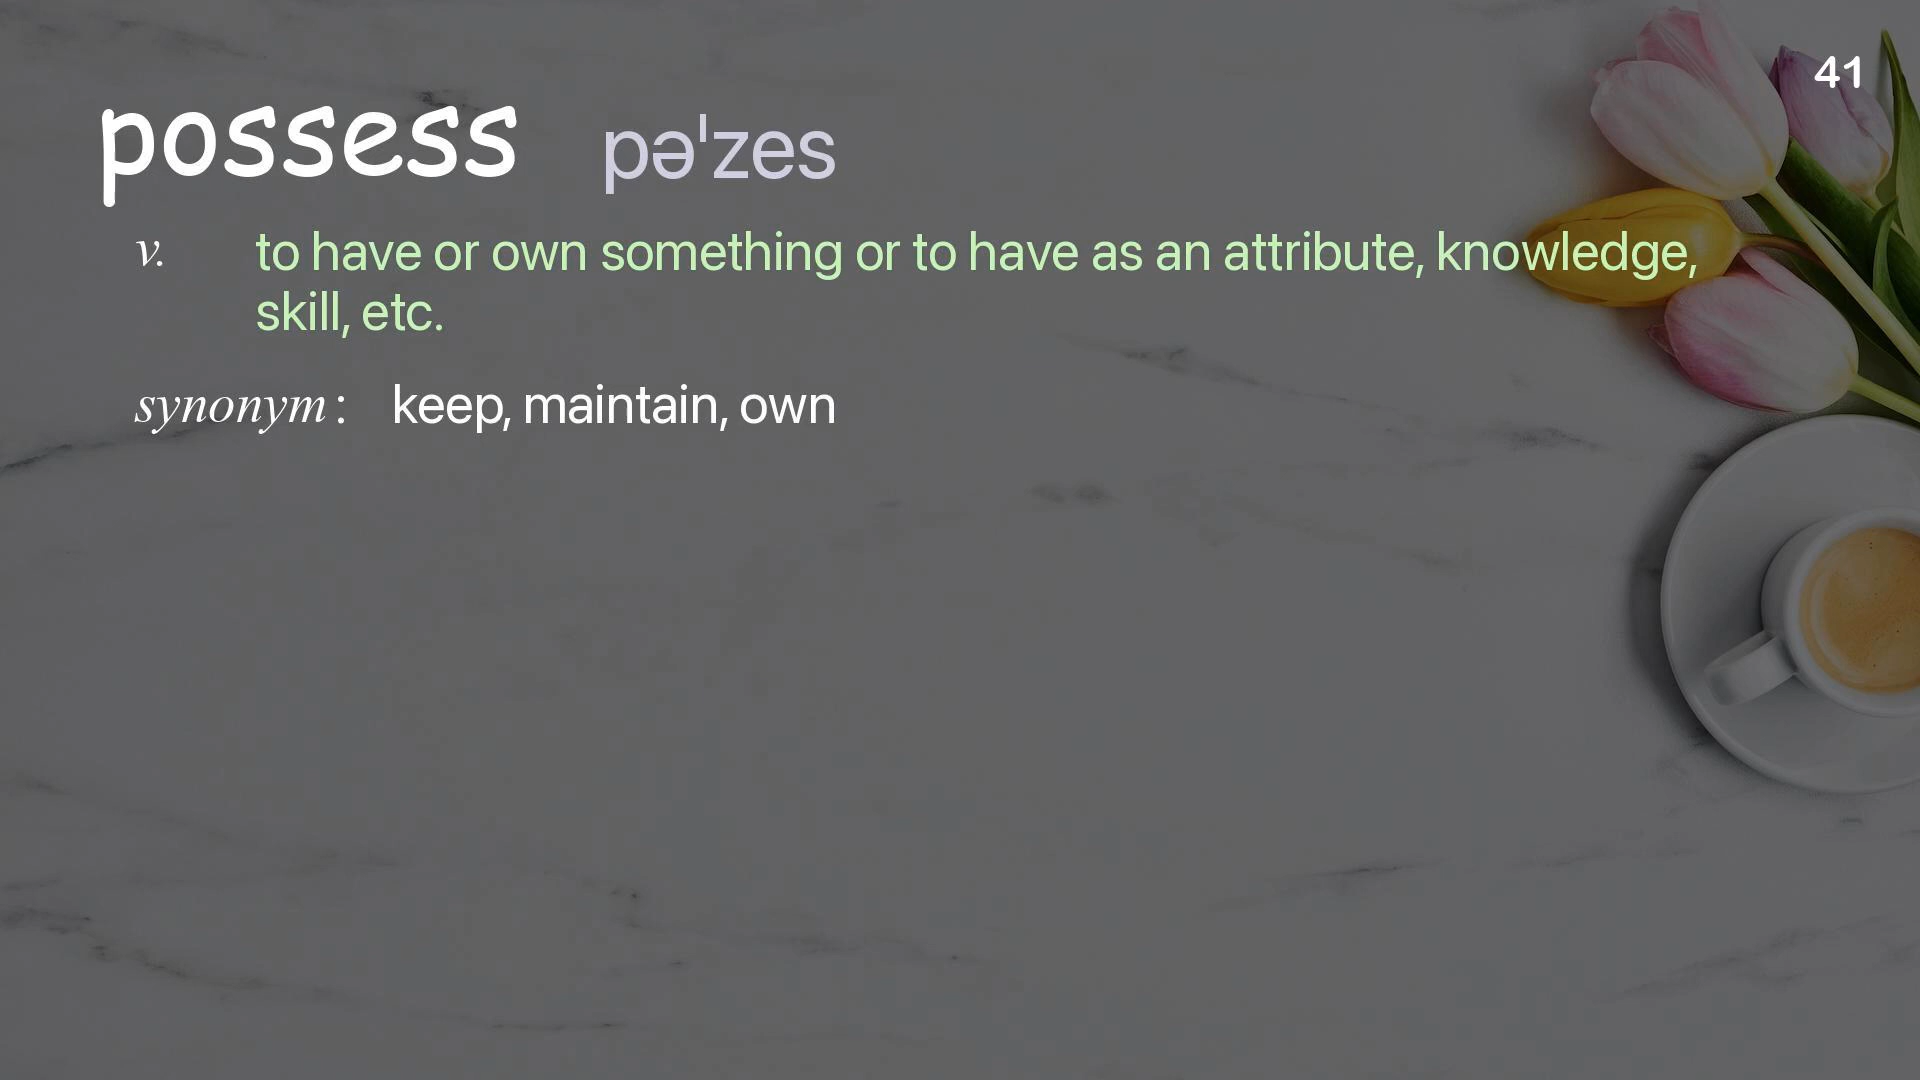 41
possess pəˈzes
v. to have or own something or to have as an attribute, knowledge,
skill, etc.
synonym : keep, maintain, own